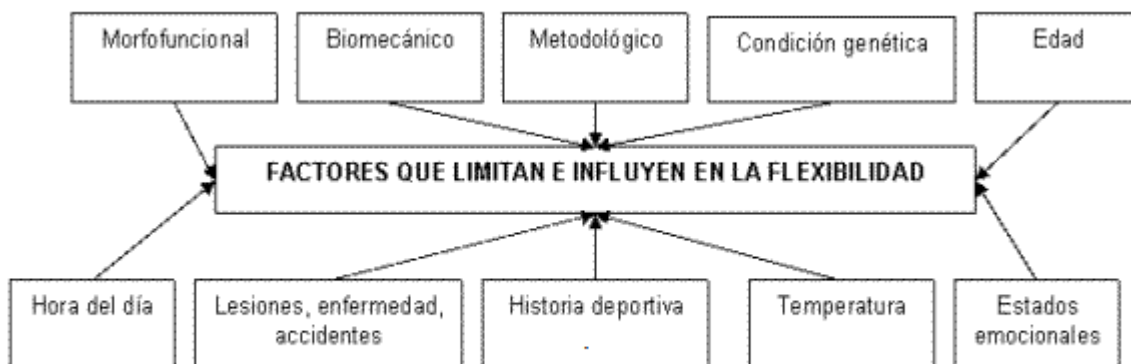 Morfofuncional
Biomecánico
Metodológico
Condición genética
Edad
FACTORES QUE LIMITAN E INFLUYEN EN LA FLEXIBILIDAD
Hora del día
Lesiones, enfermedad,
accidentes
Historia deportiva
.
Temperatura
Estados
emocionales